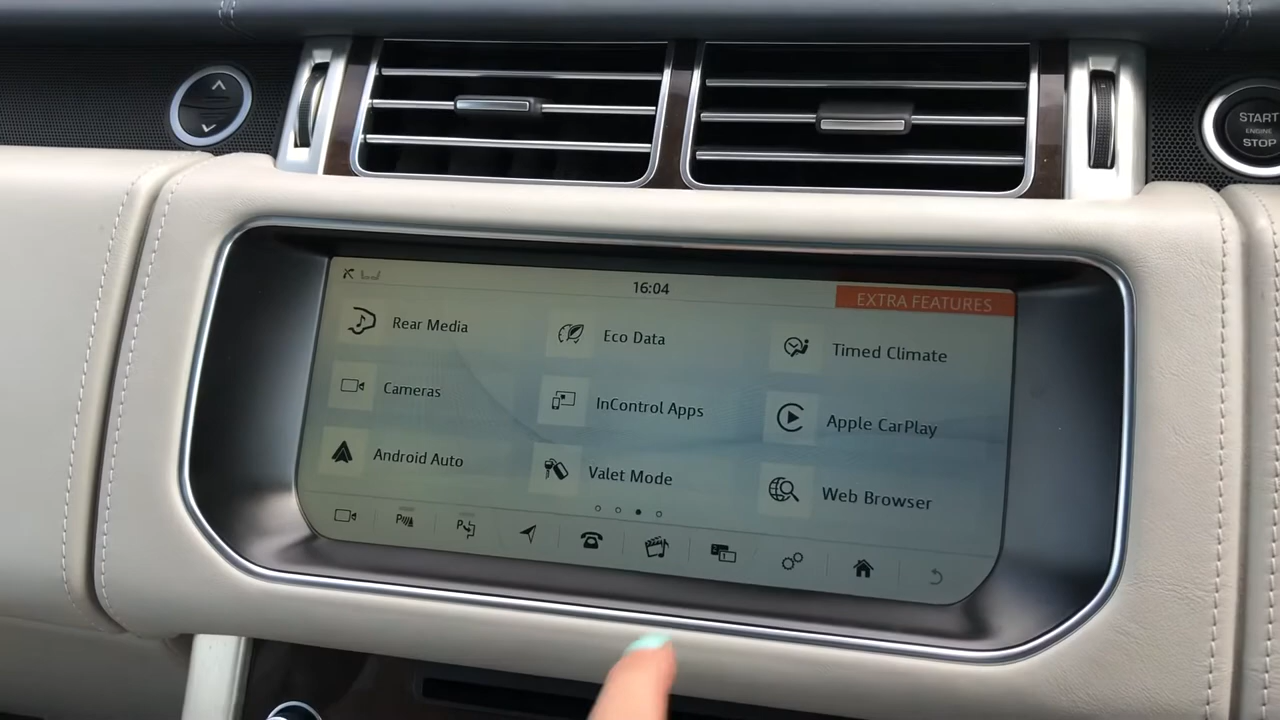 START
ENGINE
STOP
16:04
EXTRA FEATURES
Rear Media
Eco Data
Timed Climate
Cameras
InControl Apps
Apple CarPlay
Android Auto
Valet Mode
Web Browser
P
P